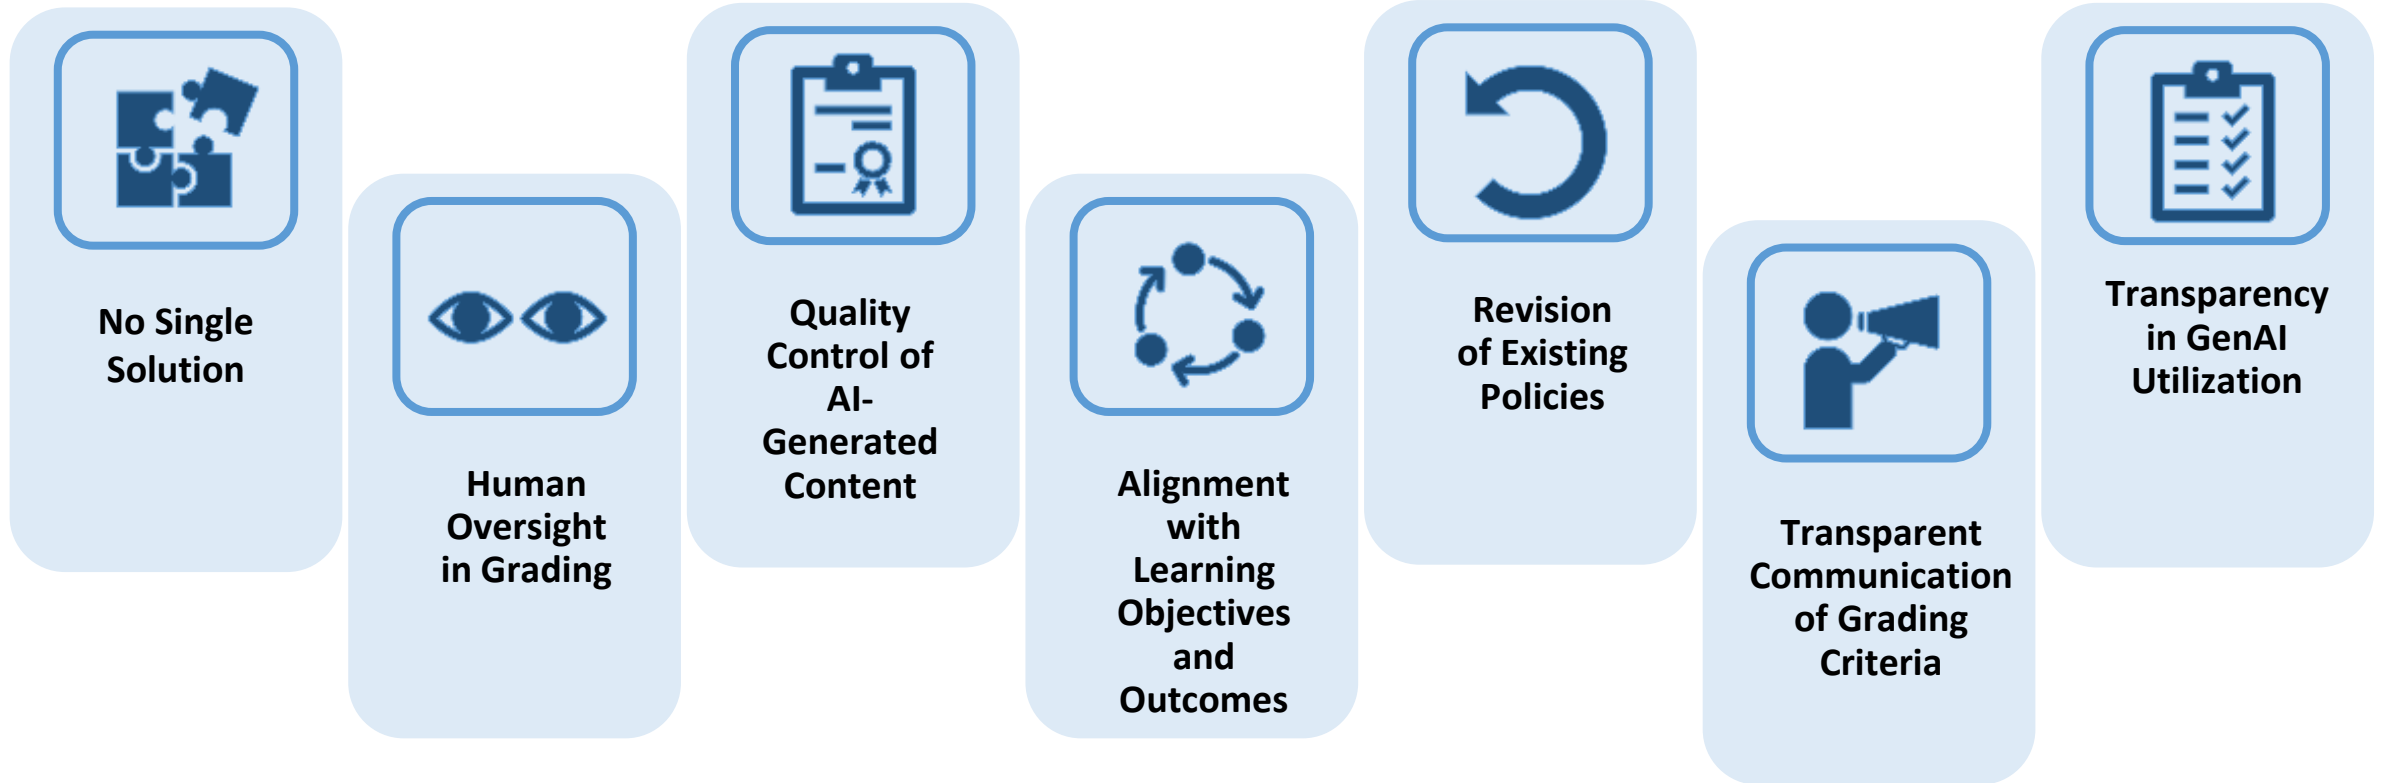 No Single
Solution
Human
Oversight
in Grading
Quality
Control of
AI-
Generated
Content
Alignment
with
Learning
Objectives
and
Outcomes
Revision
of Existing
Policies
Transparent
Communication
of Grading
Criteria
Transparency
in GenAI
Utilization